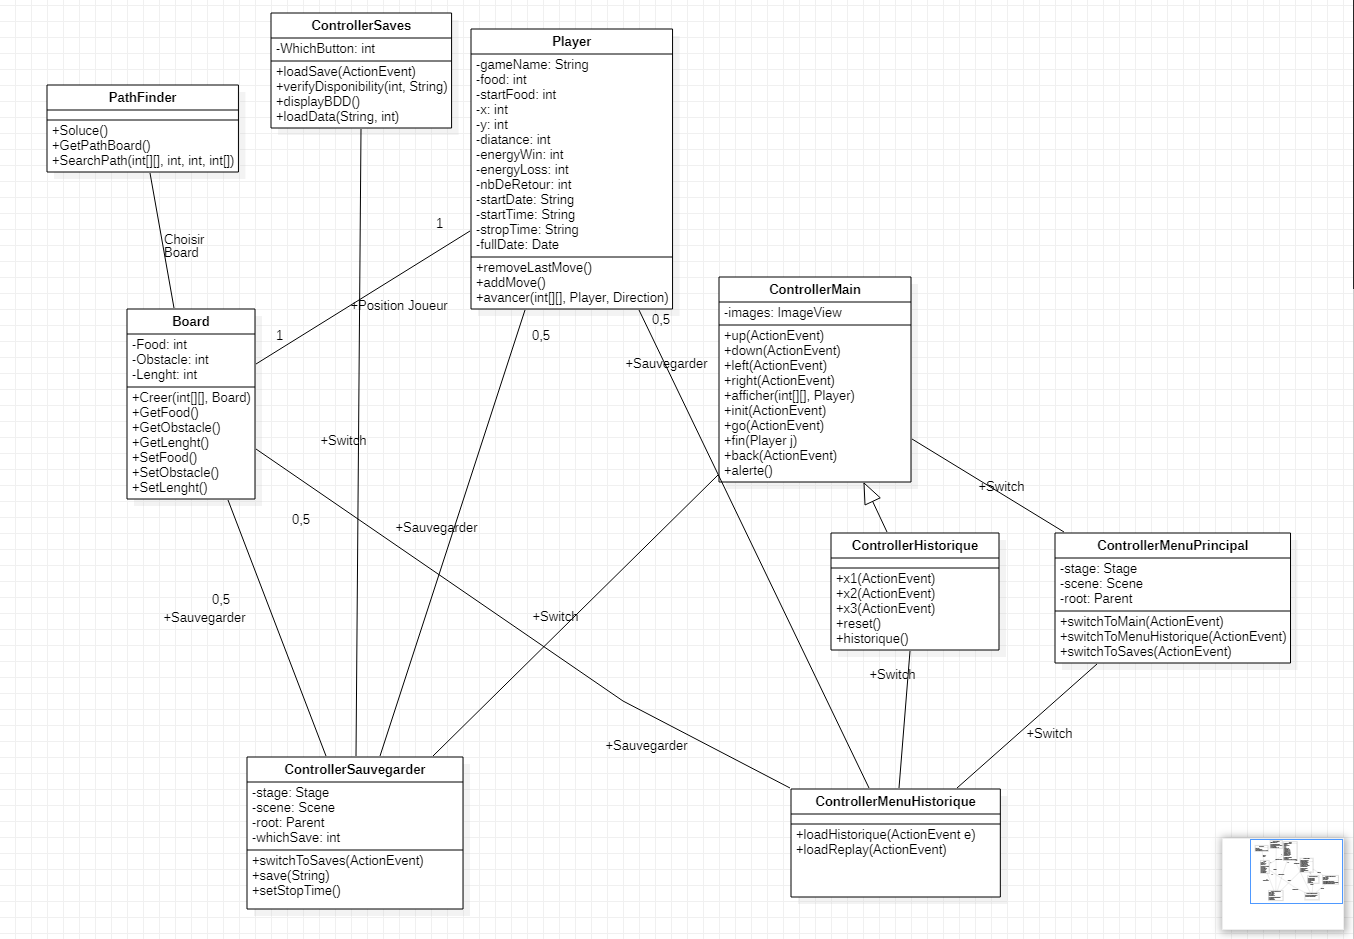 ControllerSaves
-WhichButton: int
+loadSave(ActionEvent)
+verifyDisponibility(int, String)
+displayBDD()
+loadData(String, int)
Player
-gameName: String
-food: int
-startFood: int
-x: int
-y: int
-diatance: int
-energyWin: int
-energyLoss: int
-nbDeRetour: int
-startDate: String
-startTime: String
-stropTime: String
-fullDate: Date
+removeLastMove()
+addMove()
+avancer(int[][], Player, Direction)
PathFinder
+Soluce()
+GetPathBoard()
+SearchPath(int[][], int, int, int[])
Choisir
Board
1
+Position Joueur
1
Board
-Food: int
-Obstacle: int
-Lenght: int
+Creer(int[][], Board)
+GetFood()
+GetObstacle()
+GetLenght()
+SetFood()
+SetObstacle()
+SetLenght()
0,5
0,5
+Sauvegarder
ControllerMain
-images: ImageView
+up(ActionEvent)
+down(ActionEvent)
+left(ActionEvent)
+right(ActionEvent)
+afficher(int[][], Player)
+init(ActionEvent)
+go(ActionEvent)
+fin(Player j)
+back(ActionEvent)
+alerte()
+Switch
+Switch
0,5
+Sauvegarder
0,5
+Sauvegarder
+Switch
ControllerHistorique
+x1(ActionEvent)
+x2(ActionEvent)
+x3(ActionEvent)
+reset()
+historique()
ControllerMenuPrincipal
-stage: Stage
-scene: Scene
-root: Parent
+switchToMain(ActionEvent)
+switchToMenuHistorique(ActionEvent)
+switchToSaves(ActionEvent)
+Switch
+Switch
+Sauvegarder
ControllerSauvegarder
-stage: Stage
-scene: Scene
-root: Parent
-whichSave: int
+switchToSaves(ActionEvent)
+save(String)
+setStopTime()
ControllerMenuHistorique
+loadHistorique(ActionEvent e)
+loadReplay(ActionEvent)